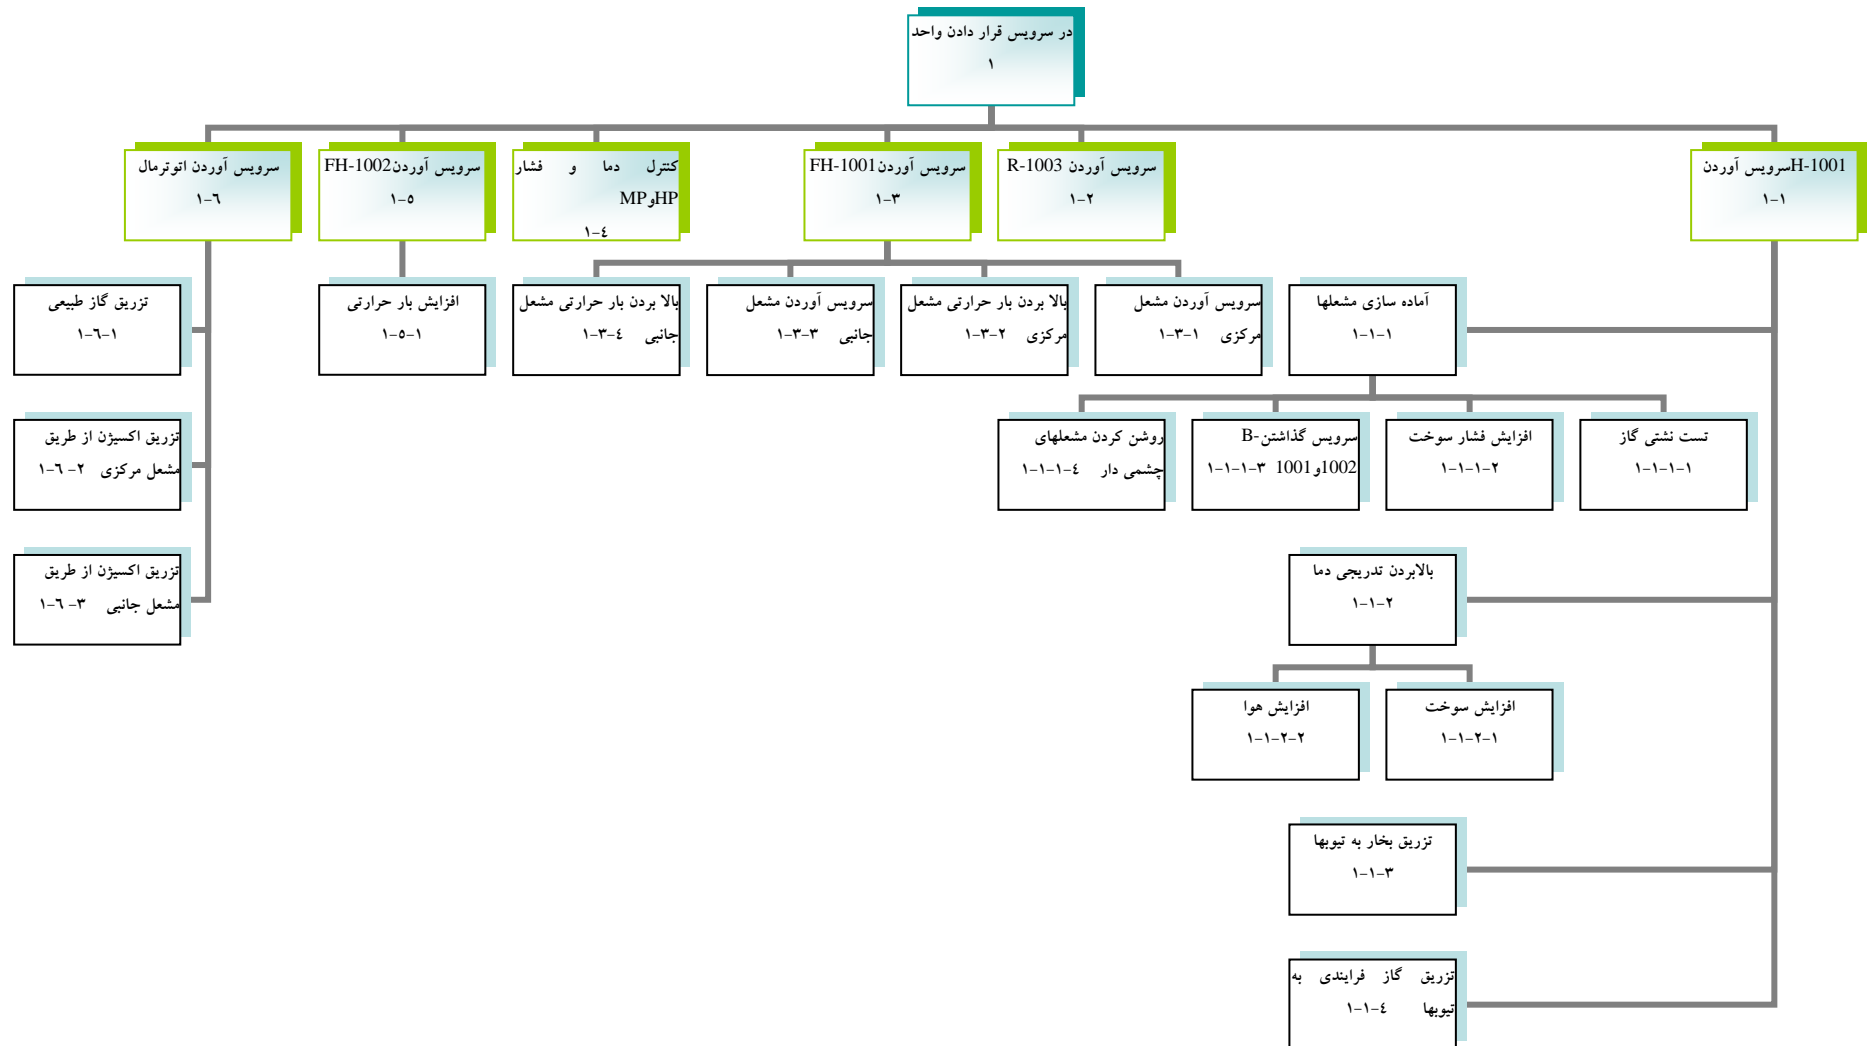 در سرویس قرار دادن واحد
۱
H-1001سرویس آوردن
۱-۱
سرویس آوردن R-1003
۱-۲
سرویس آوردن FH-1001
۱-۳
کنترل دما و فشار
HPوMP
۱-٤
سرویس آوردن FH-1002
۱-٥
سرویس آوردن اتوترمال
۱-٦
آماده سازی مشعلها
۱-۱-۱
سرویس آوردن مشعل
مرکزی ۱-۳-۱
بالا بردن بار حرارتی مشعل
مرکزی ۱-۳-۲
سرویس آوردن مشعل
جانبی ۱-۳-۳
بالا بردن بار حرارتی مشعل
جانبی ۱-۳-٤
افزایش بار حرارتی
۱-٥-۱
تزریق گاز طبیعی
۱-٦-۱
تست نشتی گاز
۱-۱-۱-۱
افزایش فشار سوخت
۱-۱-۱-۲
سرویس گذاشتن B-
1002و1001 ۱-۱-۱-۳
روشن کردن مشعلهای
چشمی دار ۱-۱-۱-٤
تزریق اکسیژن از طریق
مشعل مرکزی ۱-٦ -۲
بالابردن تدریجی دما
۱-۱-۲
تزریق اکسیژن از طریق
مشعل جانبی ۱-٦ -۳
افزایش سوخت
۱-۱-۲-۱
افزایش هوا
۱-۱-۲-۲
تزریق بخار به تیوبها
۱-۱-۳
تزریق گاز فرایندی به
تیوبها ۱-۱-٤